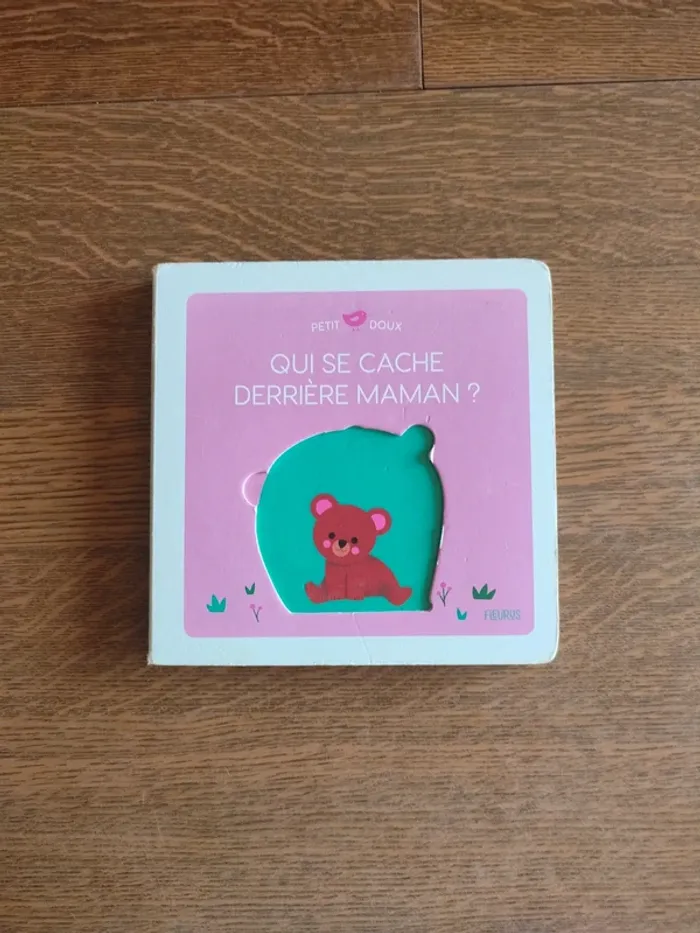 PETIT DOUX
QUI SE CACHE
DERRIÈRE MAMAN ?
FLEURUS